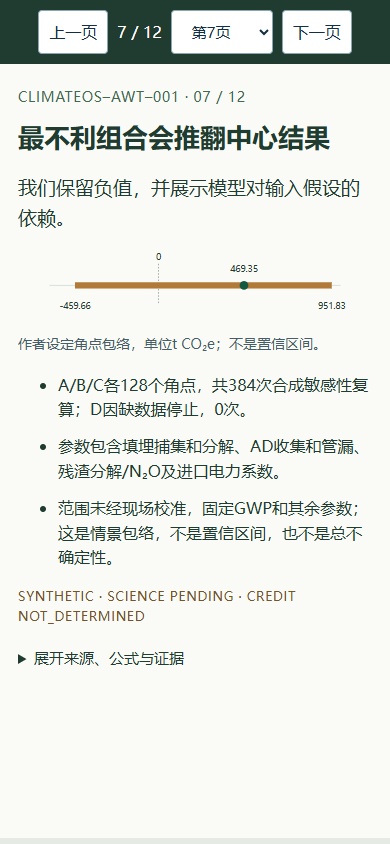 上一页 7 / 12 第7页 下一页
CLIMATEOS–AWT–001 · 07 / 12
最不利组合会推翻中心结果
我们保留负值，并展示模型对输入假设的
依赖。
0
469.35
-459.66 951.83
作者设定角点包络，单位t CO₂e；不是置信区间。
• A/B/C各128个角点，共384次合成敏感性复
算；D因缺数据停止，0次。
• 参数包含填埋捕集和分解、AD收集和管漏、
残渣分解/N₂O及进口电力系数。
• 范围未经现场校准，固定GWP和其余参数；
这是情景包络，不是置信区间，也不是总不
确定性。
SYNTHETIC · SCIENCE PENDING · CREDIT
NOT_DETERMINED
▶ 展开来源、公式与证据